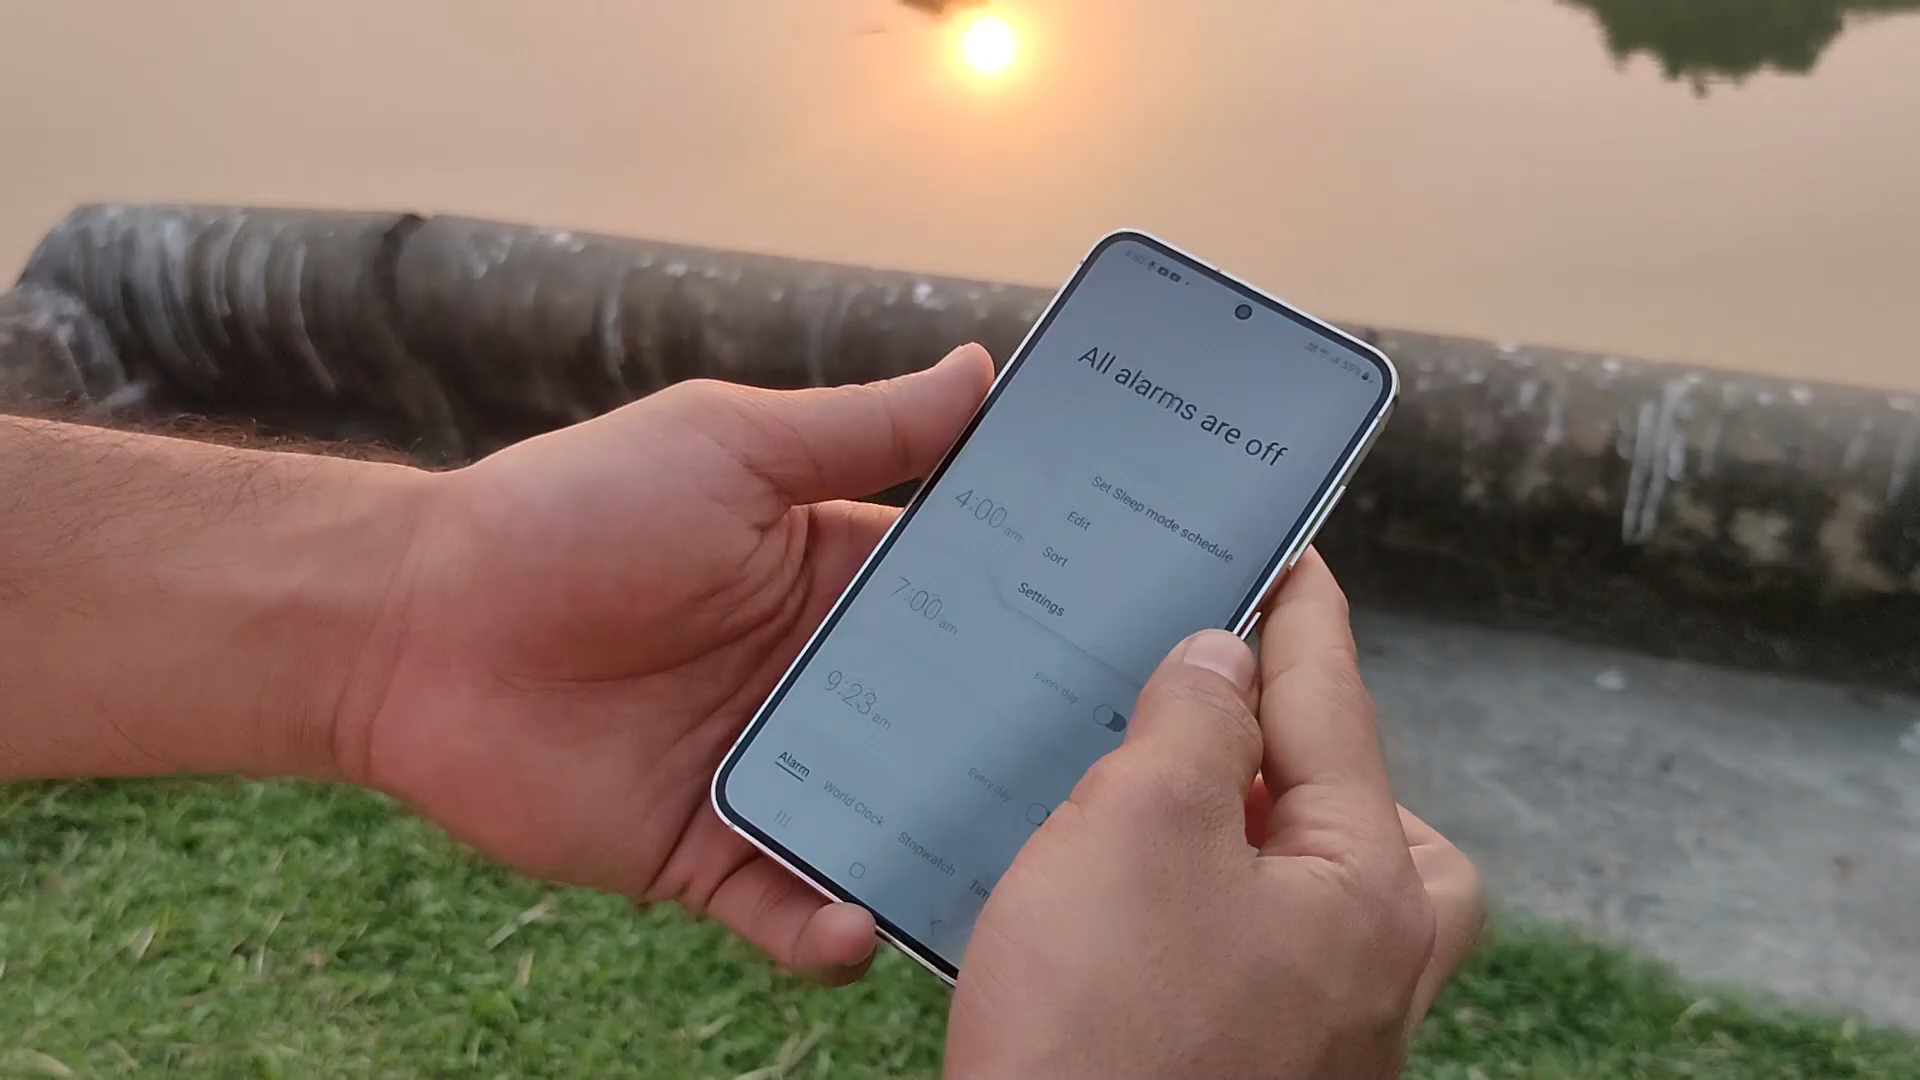 All alarms are off
Set Sleep mode schedule
Edit
Sort
Settings
4:00 am
7:00 am
Every day
9:23 am
Every day
Alarm
World Clock
Stopwatch